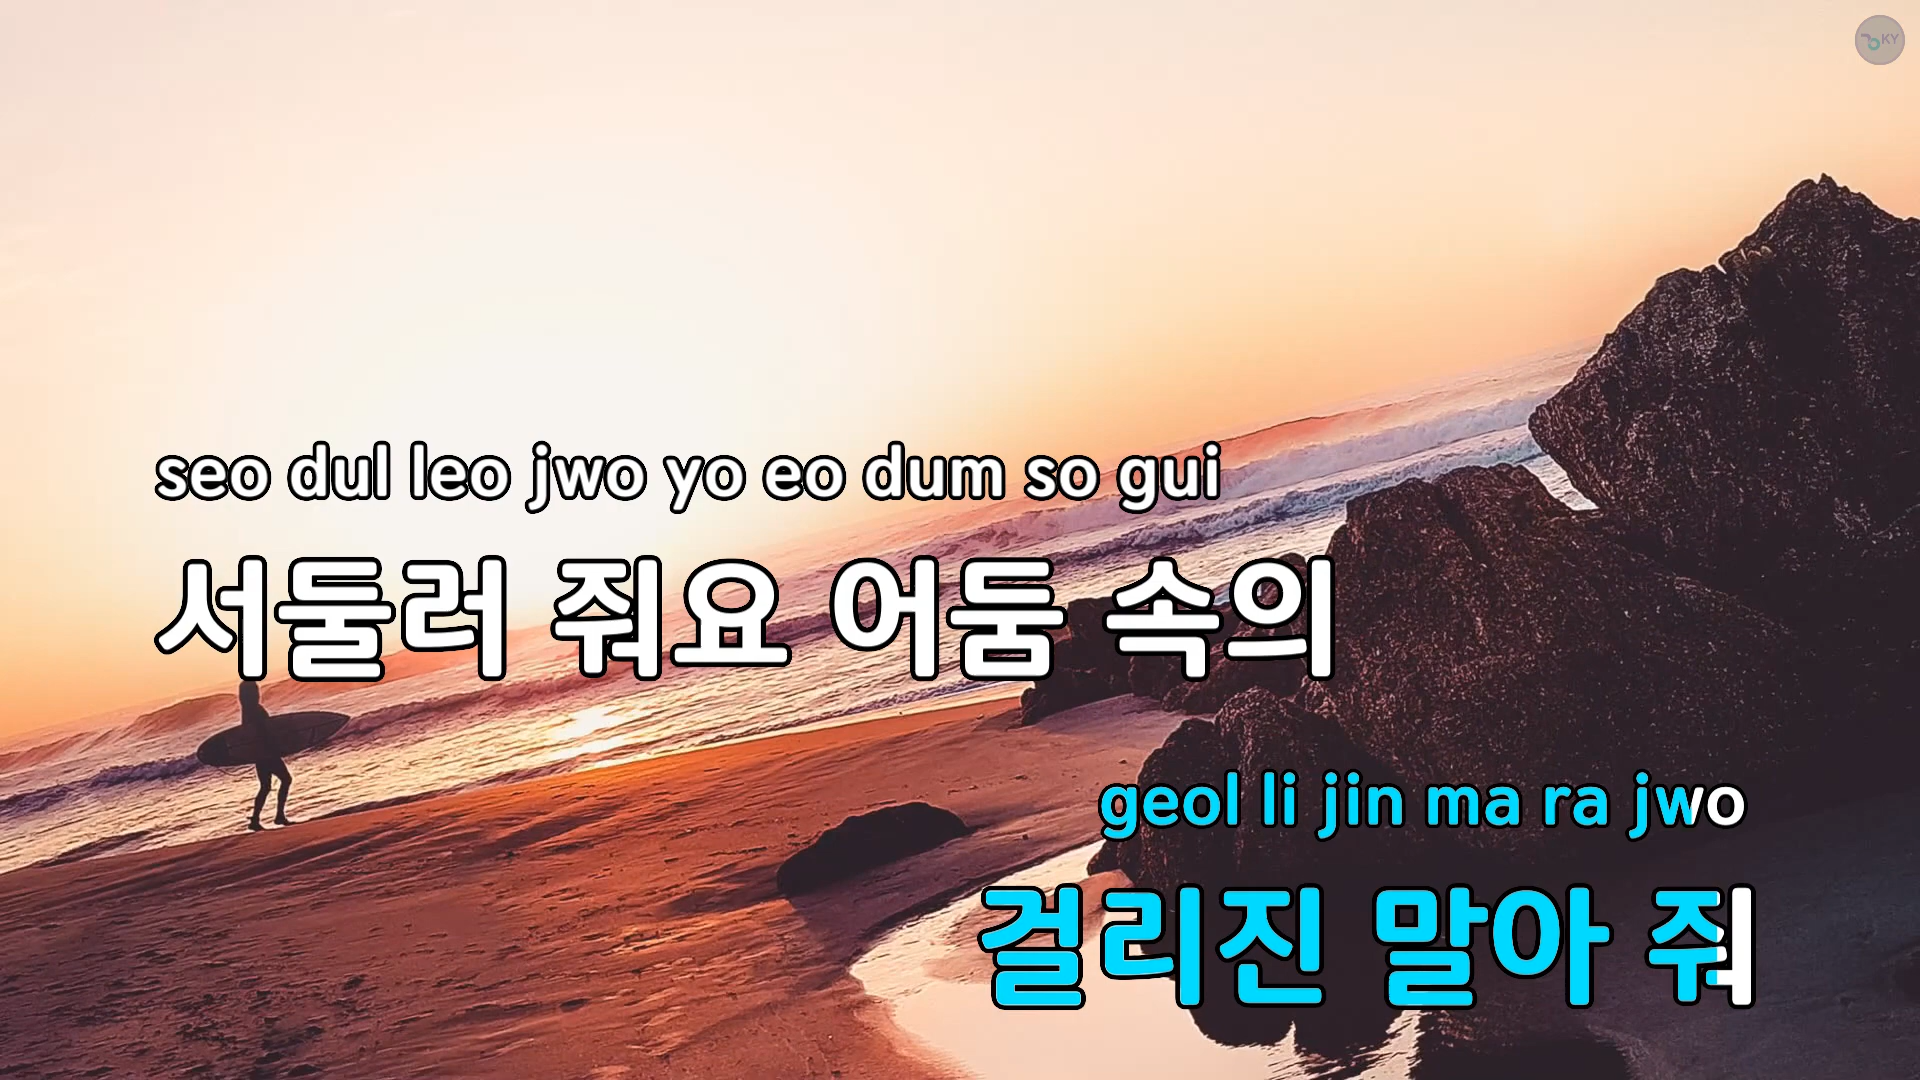 KY
seo dul leo jwo yo eo dum so gui
서둘러 줘요 어둠 속의
geol li jin ma ra jwo
걸리진 말아 줘